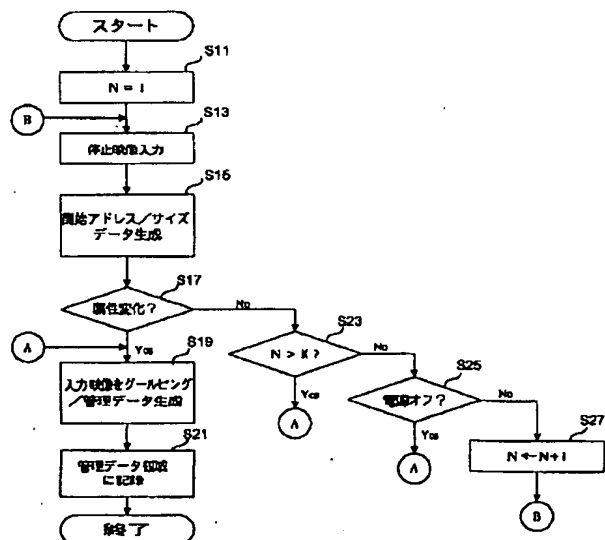 スタート
S11
N = 1
B
S13
停止映像入力
S15
開始アドレス／サイズ
データ生成
S17
属性変化？
No
Yes
A
S19
入力映像をグールピング
／管理データ生成
S21
管理データ領域
に記録
終了
S23
N > K ?
No
Yes
A
S25
電源オフ？
No
Yes
A
S27
N←N+1
B